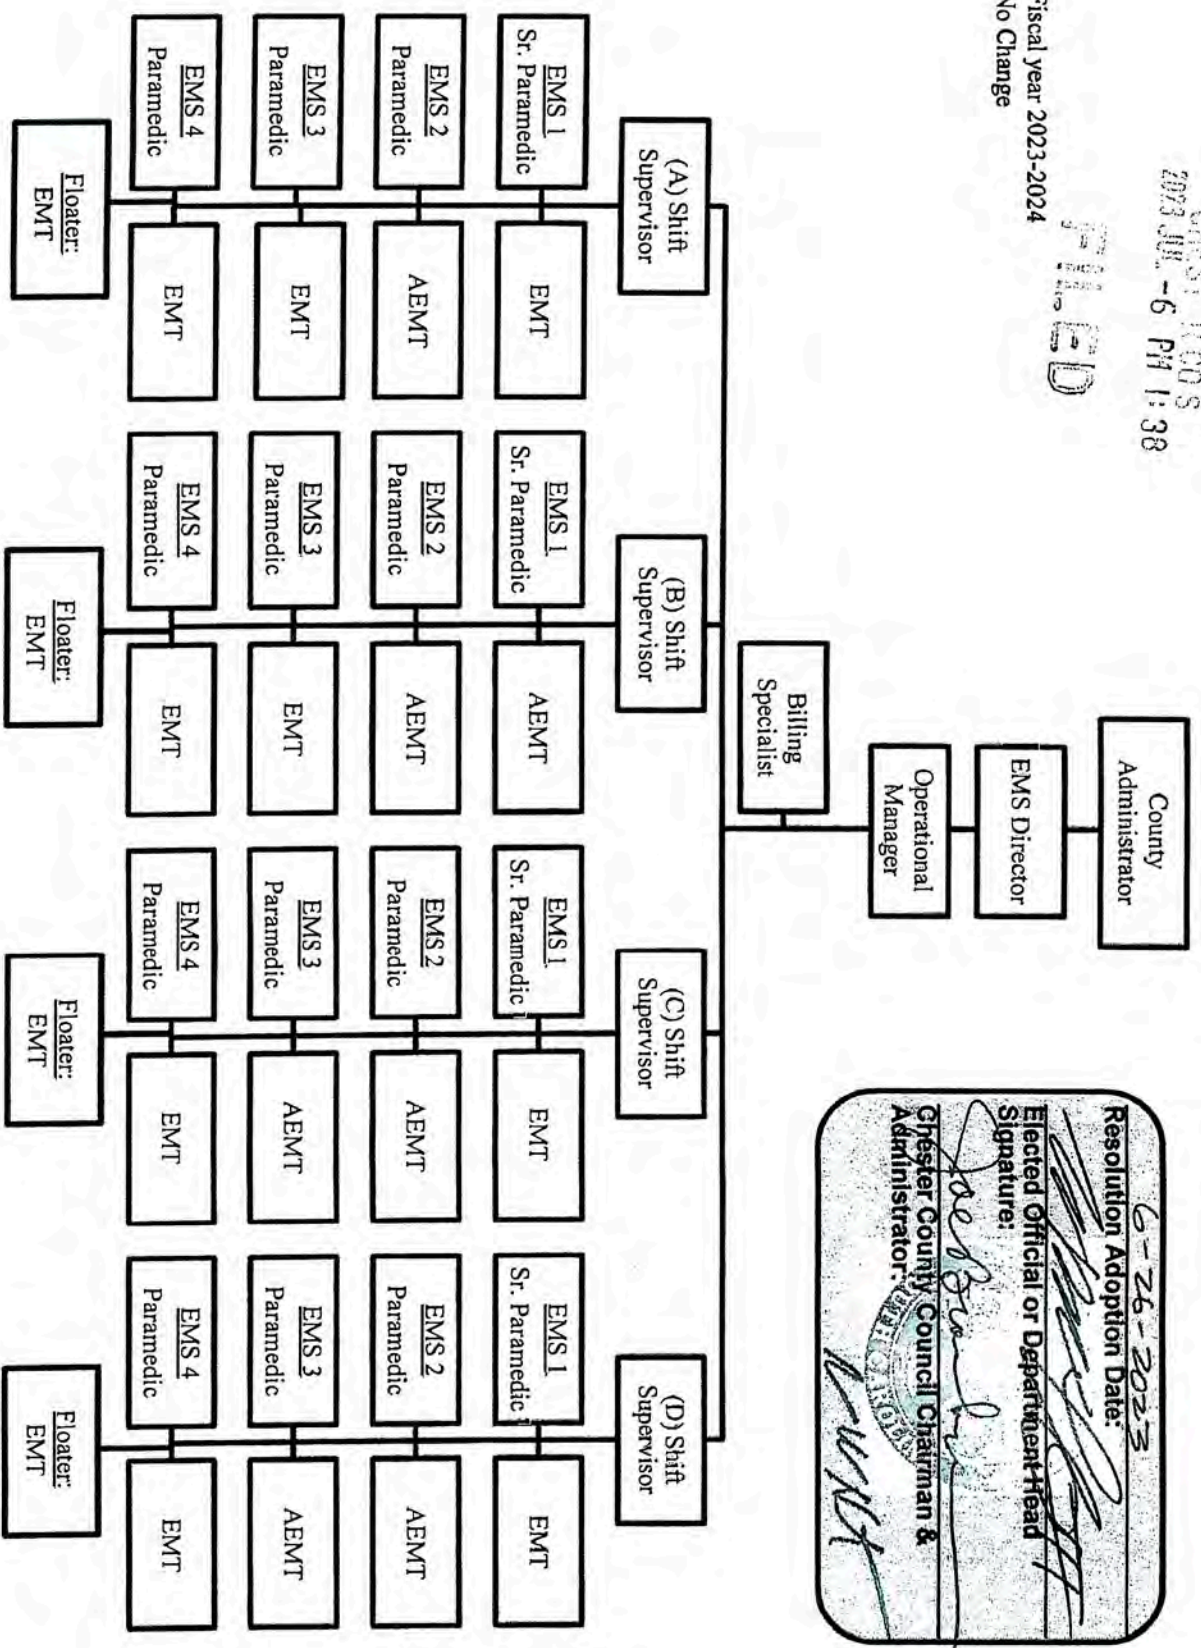 2023 JUL -6 PM 1:38
FILED
Fiscal year 2023-2024
No Change
County
Administrator
EMS Director
Operational
Manager
Billing
Specialist
6-26-2023
Resolution Adoption Date:
Elected Official or Department Head
Signature:
Chester County Council Chairman &
Administrator:
(A) Shift
Supervisor
EMS 1
Sr. Paramedic
EMT
EMS 2
Paramedic
AEMT
EMS 3
Paramedic
EMT
EMS 4
Paramedic
EMT
Floater:
EMT
(B) Shift
Supervisor
EMS 1
Sr. Paramedic
AEMT
EMS 2
Paramedic
AEMT
EMS 3
Paramedic
EMT
EMS 4
Paramedic
EMT
Floater:
EMT
(C) Shift
Supervisor
EMS 1
Sr. Paramedic
EMT
EMS 2
Paramedic
AEMT
EMS 3
Paramedic
AEMT
EMS 4
Paramedic
EMT
Floater:
EMT
(D) Shift
Supervisor
EMS 1
Sr. Paramedic
EMT
EMS 2
Paramedic
AEMT
EMS 3
Paramedic
AEMT
EMS 4
Paramedic
EMT
Floater:
EMT